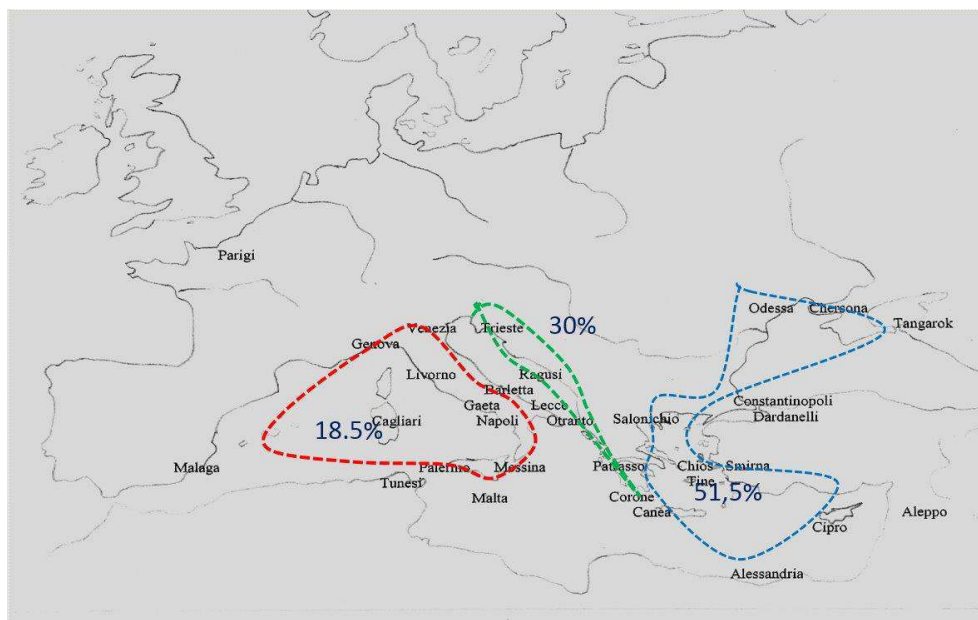 Parigi
Odessa
Chersona
Tangarok
Venezia
Trieste
30%
Genova
Livorno
Ragusi
Barletta
Constantinopoli
Dardanelli
Gaeta
Lecce
Napoli
Otranto
Salonichio
Cagliari
18.5%
Malaga
Palermo
Messina
Patrasso
Chios
Smirna
Tunesi
Tine
Malta
Corone
51,5%
Canea
Aleppo
Cipro
Alessandria